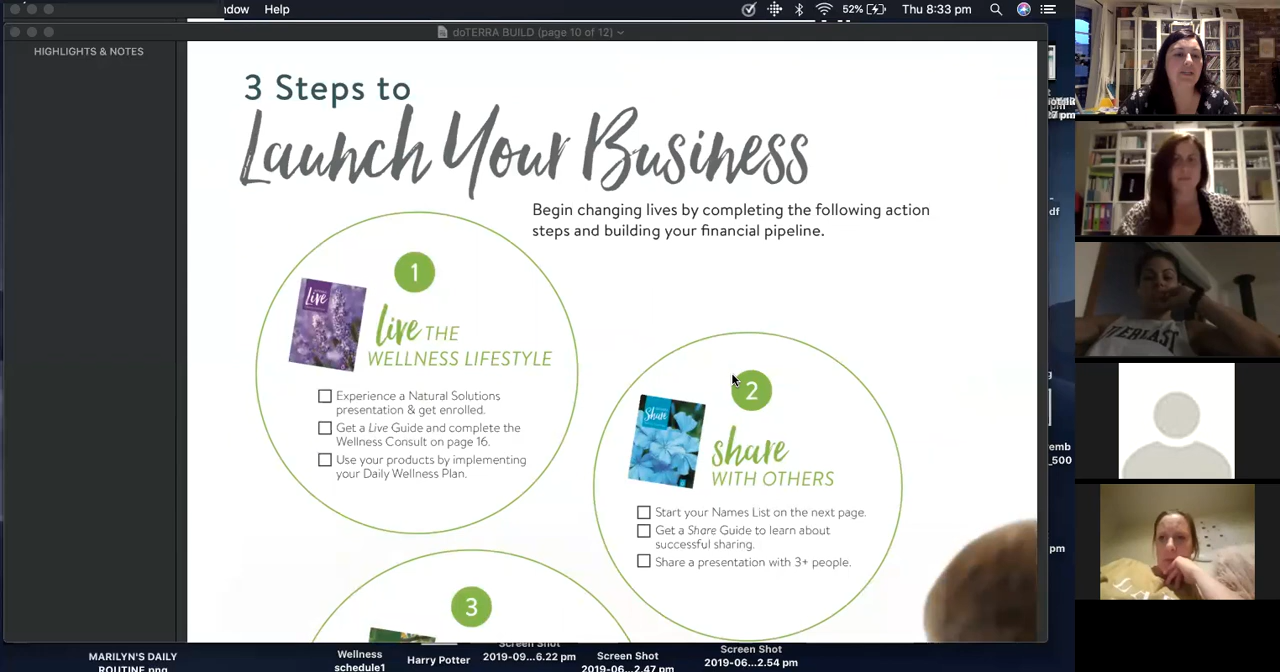 Help
52%
Thu 8:33 pm
doTERRA BUILD (page 10 of 12)
HIGHLIGHTS & NOTES
3 Steps to
Launch Your Business
Begin changing lives by completing the following action
steps and building your financial pipeline.
1
Live
live THE
WELLNESS LIFESTYLE
Experience a Natural Solutions
presentation & get enrolled.
Get a Live Guide and complete the
Wellness Consult on page 16.
Use your products by implementing
your Daily Wellness Plan.
2
Share
share
WITH OTHERS
Start your Names List on the next page.
Get a Share Guide to learn about
successful sharing.
Share a presentation with 3+ people.
3
MARILYN'S DAILY
ROUTINE.png
Wellness
schedule1
Harry Potter
Screen Shot
2019-09...6.22 pm
Screen Shot
2019-06...2.47 pm
Screen Shot
2019-06...2.54 pm